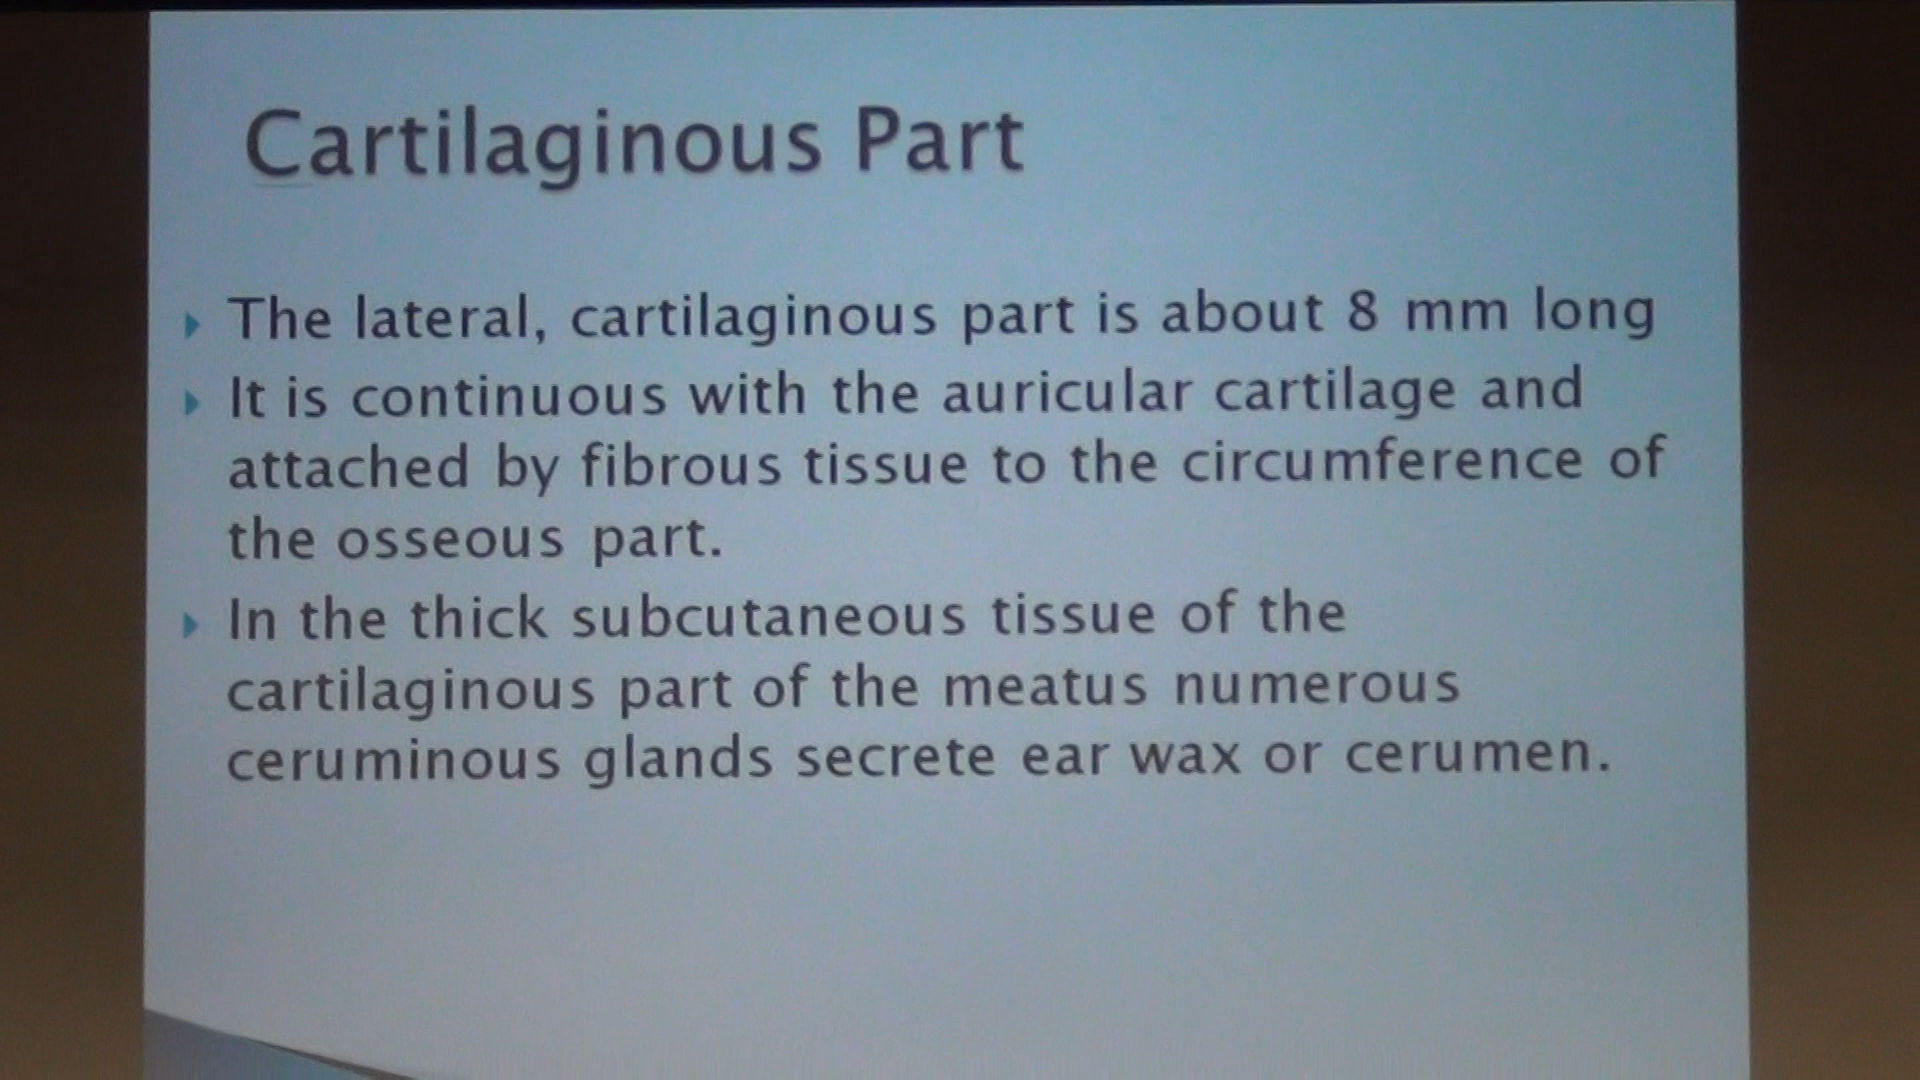 Cartilaginous Part
The lateral, cartilaginous part is about 8 mm long
It is continuous with the auricular cartilage and
attached by fibrous tissue to the circumference of
the osseous part.
In the thick subcutaneous tissue of the
cartilaginous part of the meatus numerous
ceruminous glands secrete ear wax or cerumen.